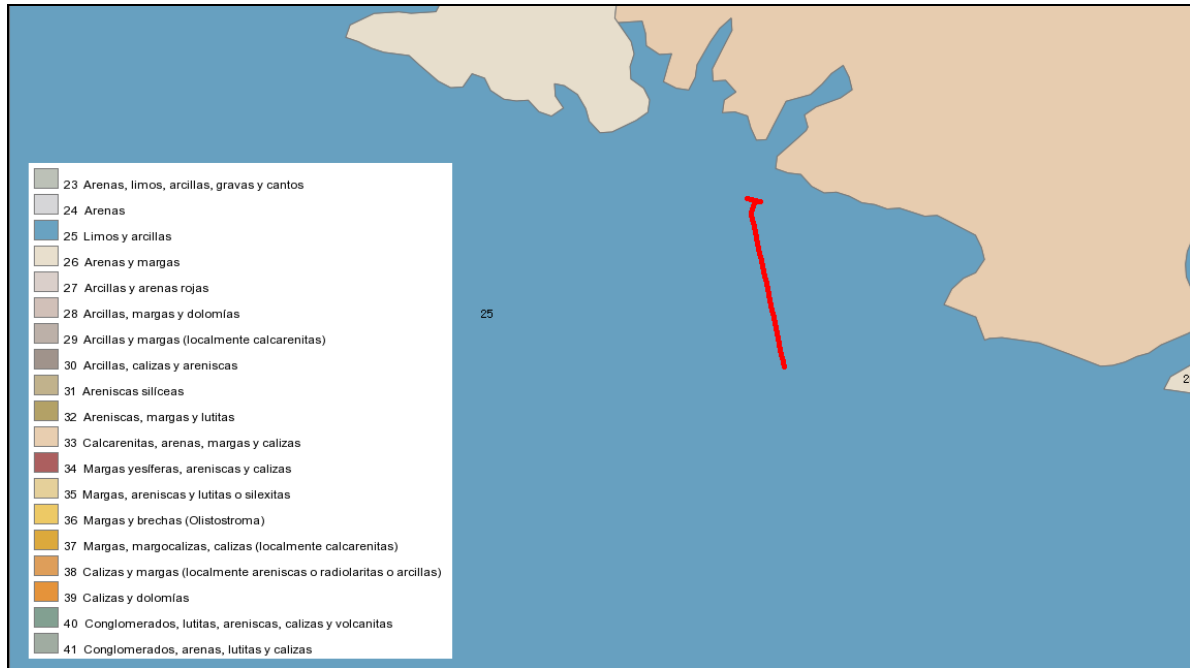 23 Arenas, limos, arcillas, gravas y cantos
24 Arenas
25 Limos y arcillas
26 Arenas y margas
27 Arcillas y arenas rojas
28 Arcillas, margas y dolomías
29 Arcillas y margas (localmente calcarenitas)
30 Arcillas, calizas y areniscas
31 Areniscas silíceas
32 Areniscas, margas y lutitas
33 Calcarenitas, arenas, margas y calizas
34 Margas yesíferas, areniscas y calizas
35 Margas, areniscas y lutitas o silexitas
36 Margas y brechas (Olistostroma)
37 Margas, margocalizas, calizas (localmente calcarenitas)
38 Calizas y margas (localmente areniscas o radiolaritas o arcillas)
39 Calizas y dolomías
40 Conglomerados, lutitas, areniscas, calizas y volcanitas
41 Conglomerados, arenas, lutitas y calizas
25